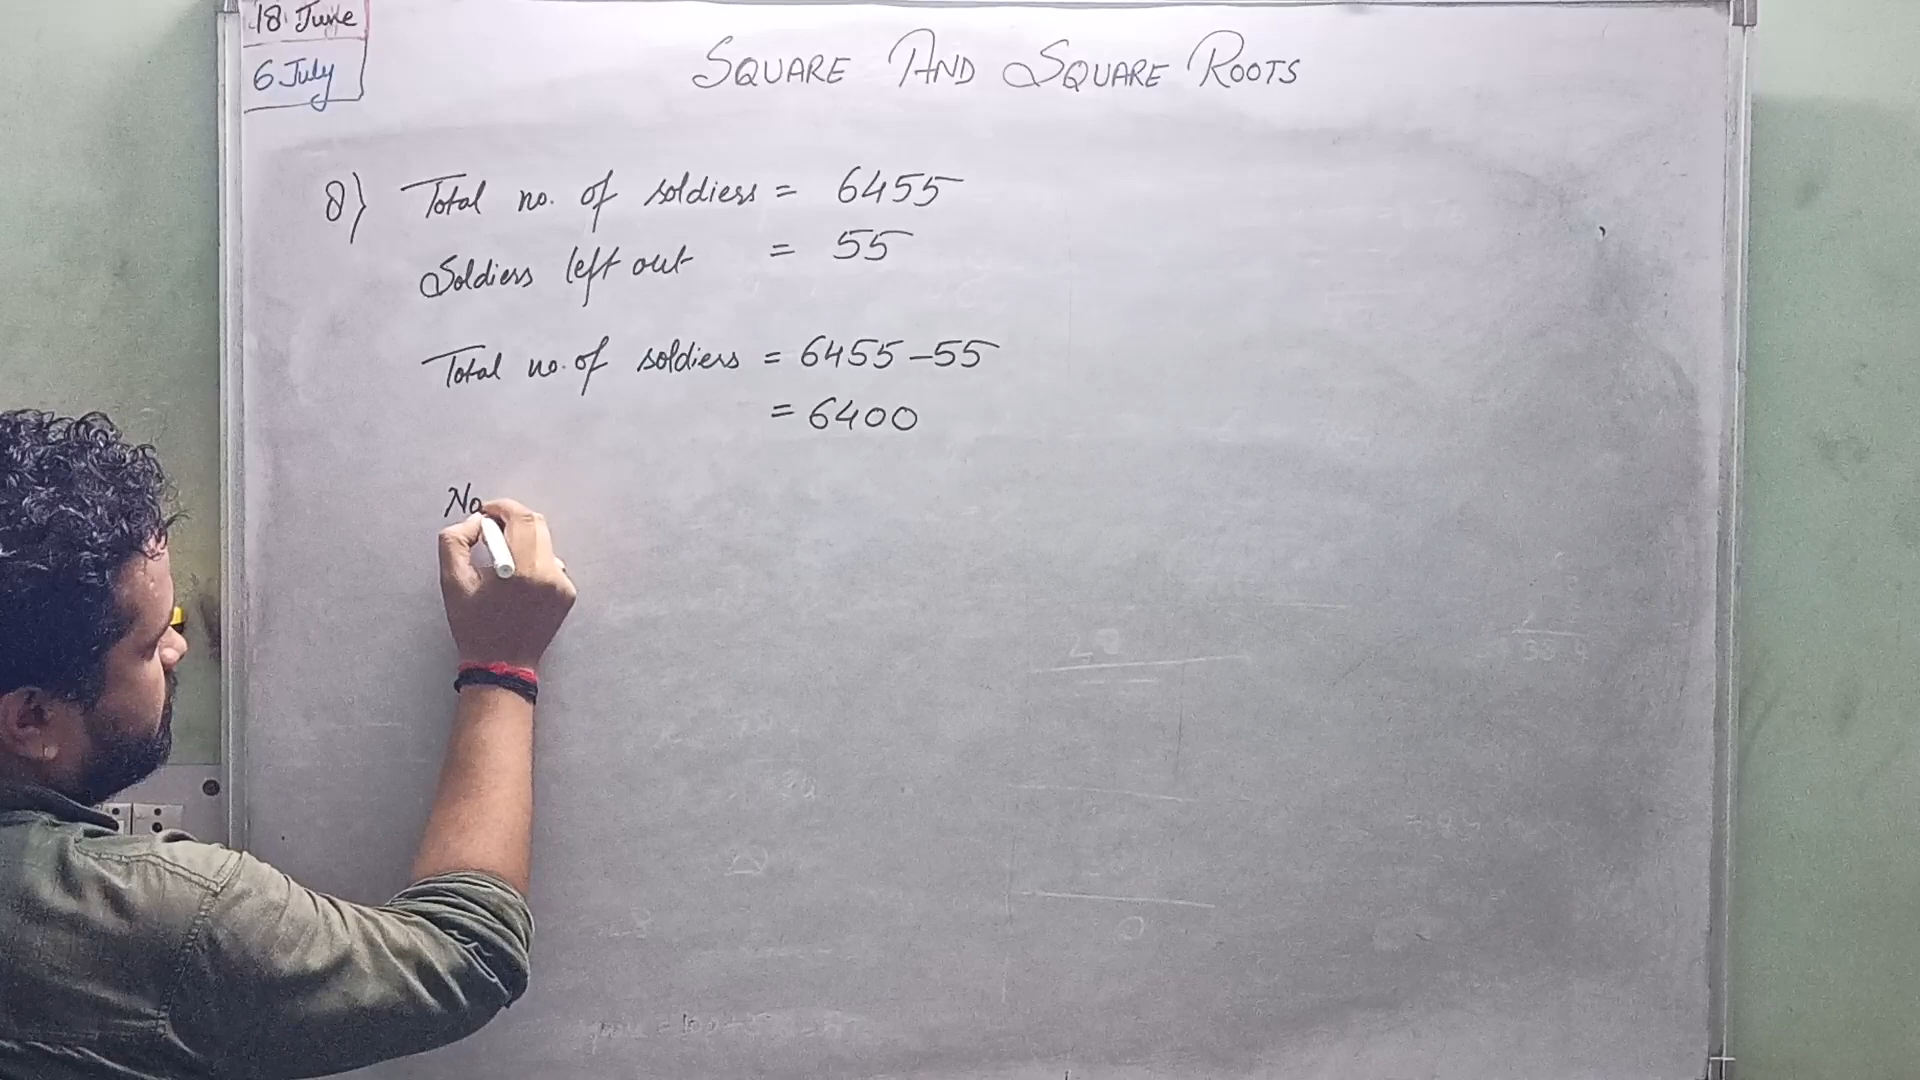 18 June
6 July
SQUARE AND SQUARE ROOTS
8) Total no. of soldiers = 6455
Soldiers left out = 55
Total no. of soldiers = 6455-55
= 6400
No